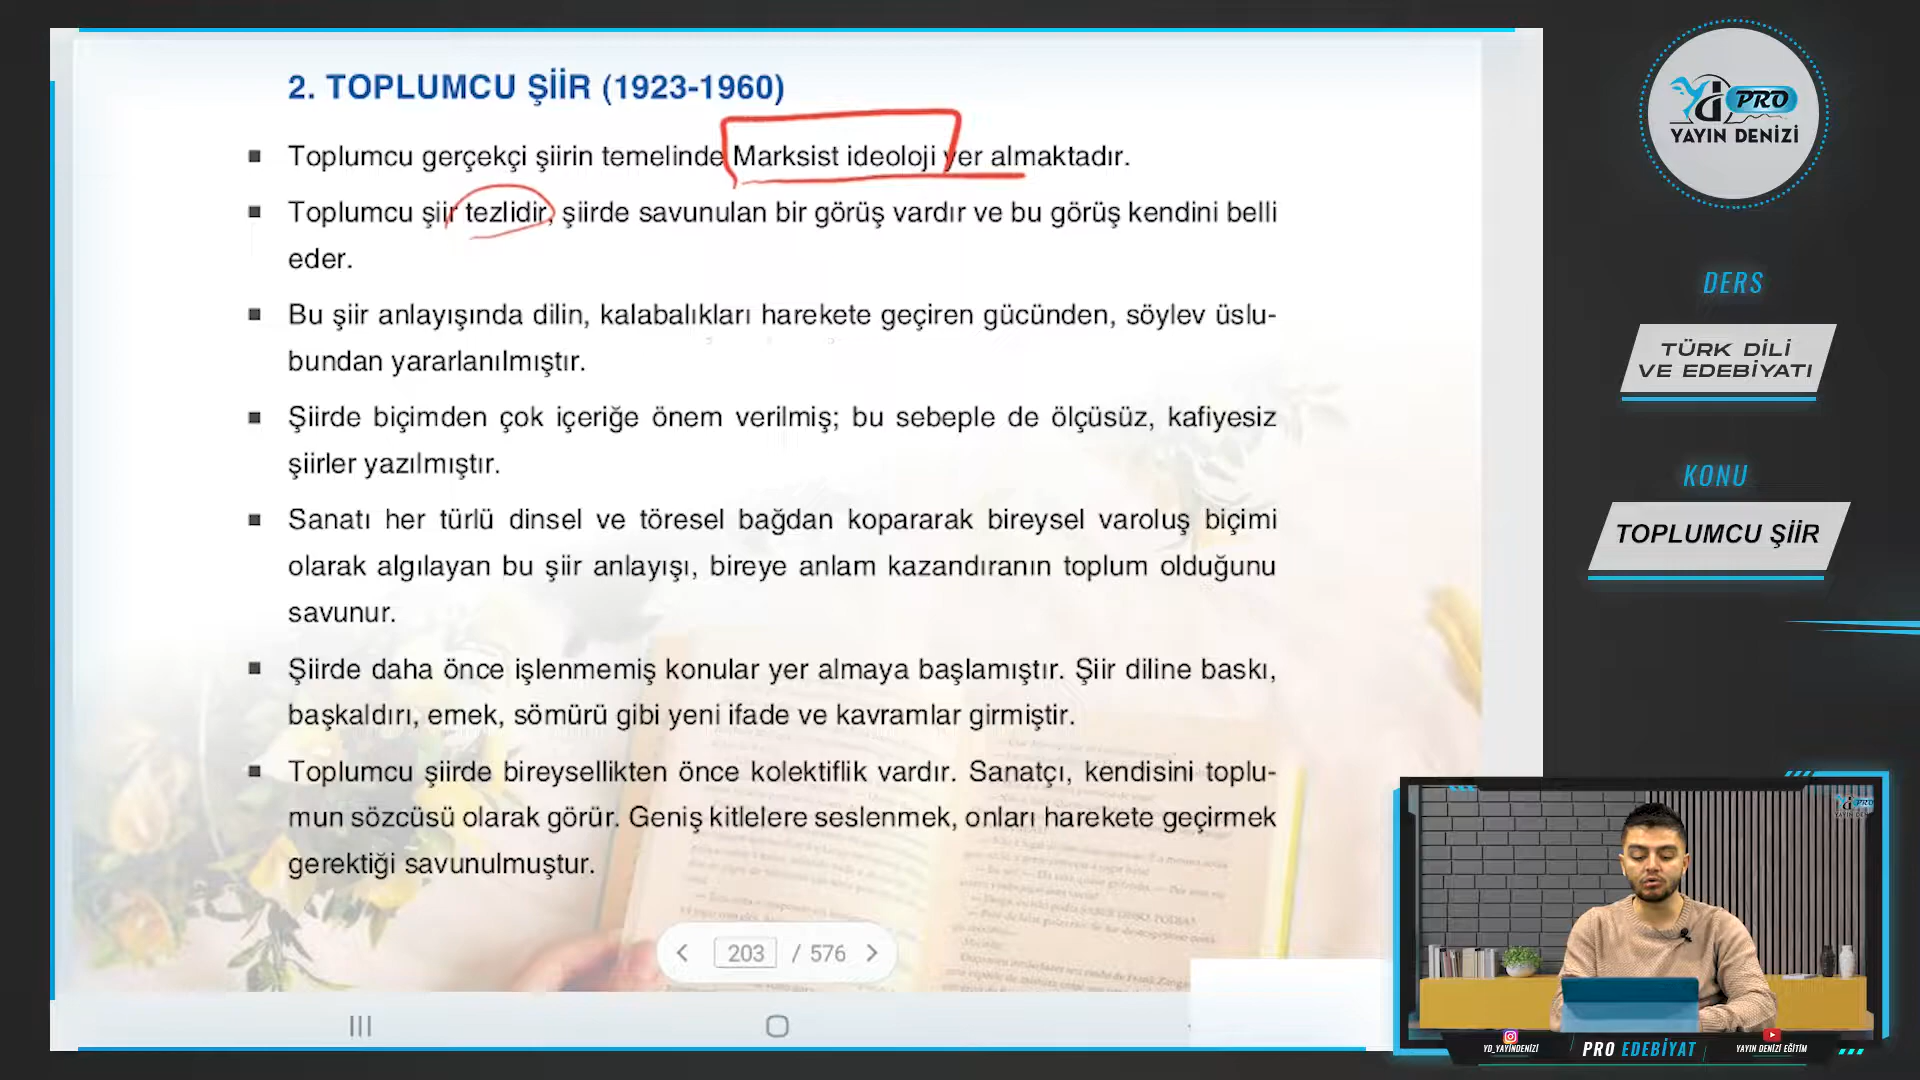 2. TOPLUMCU ŞİİR (1923-1960)
Toplumcu gerçekçi şiirin temelinde Marksist ideoloji yer almaktadır.
Toplumcu şiir tezlidir, şiirde savunulan bir görüş vardır ve bu görüş kendini belli
eder.
Bu şiir anlayışında dilin, kalabalıkları harekete geçiren gücünden, söylev üslu-
bundan yararlanılmıştır.
Şiirde biçimden çok içeriğe önem verilmiş; bu sebeple de ölçüsüz, kafiyesiz
şiirler yazılmıştır.
Sanatı her türlü dinsel ve töresel bağdan kopararak bireysel varoluş biçimi
olarak algılayan bu şiir anlayışı, bireye anlam kazandıranın toplum olduğunu
savunur.
Şiirde daha önce işlenmemiş konular yer almaya başlamıştır. Şiir diline baskı,
başkaldırı, emek, sömürü gibi yeni ifade ve kavramlar girmiştir.
Toplumcu şiirde bireysellikten önce kolektiflik vardır. Sanatçı, kendisini toplu-
mun sözcüsü olarak görür. Geniş kitlelere seslenmek, onları harekete geçirmek
gerektiği savunulmuştur.
203 / 576
yd PRO
YAYIN DENİZİ
DERS
TÜRK DİLİ
VE EDEBİYATI
KONU
TOPLUMCU ŞİİR
YD_YAYINDENIZI
PRO EDEBİYAT
YAYIN DENİZİ EĞİTİM